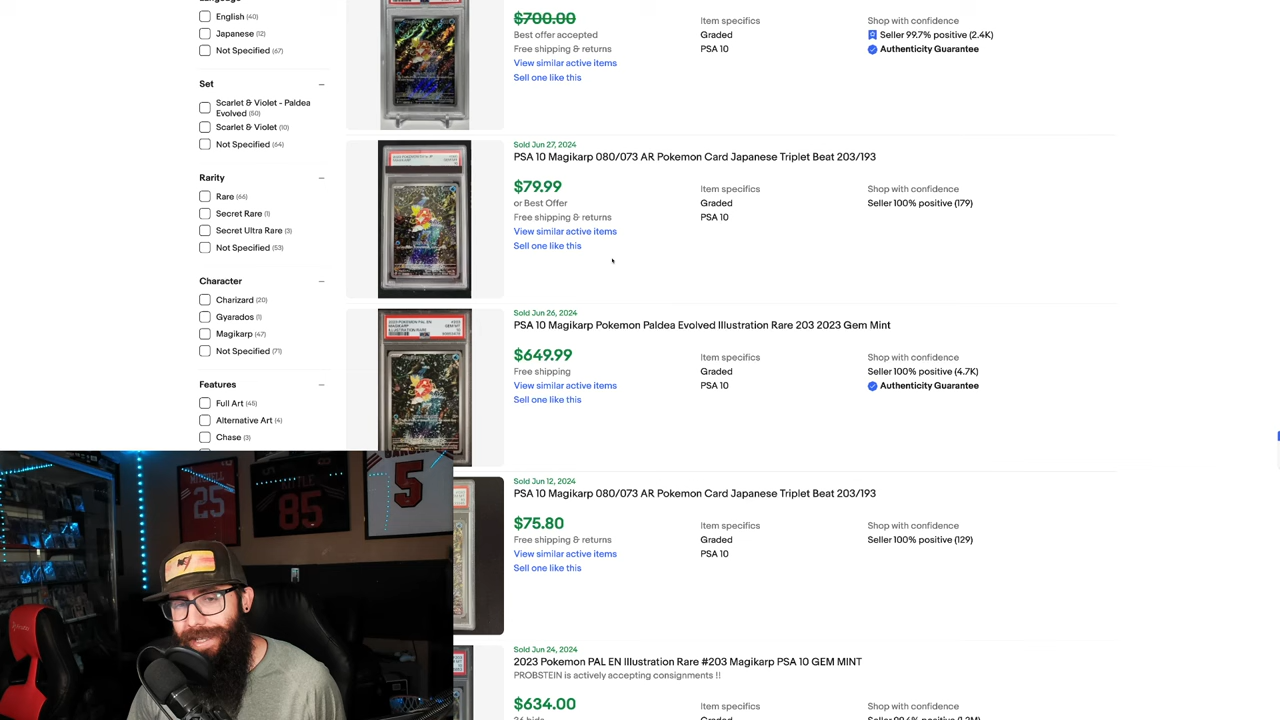 English (40)
Japanese (12)
Not Specified (67)
Set
Scarlet & Violet - Paldea
Evolved (50)
Scarlet & Violet (10)
Not Specified (64)
Rarity
Rare (66)
Secret Rare (1)
Secret Ultra Rare (3)
Not Specified (53)
Character
Charizard (20)
Gyarados (1)
Magikarp (47)
Not Specified (71)
Features
Full Art (45)
Alternative Art (4)
Chase (3)
$700.00
Best offer accepted
Free shipping & returns
View similar active items
Sell one like this
Item specifics
Graded
PSA 10
Shop with confidence
Seller 99.7% positive (2.4K)
Authenticity Guarantee
Sold Jun 27, 2024
PSA 10 Magikarp 080/073 AR Pokemon Card Japanese Triplet Beat 203/193
$79.99
or Best Offer
Free shipping & returns
View similar active items
Sell one like this
Item specifics
Graded
PSA 10
Shop with confidence
Seller 100% positive (179)
Sold Jun 26, 2024
PSA 10 Magikarp Pokemon Paldea Evolved Illustration Rare 203 2023 Gem Mint
$649.99
Free shipping
View similar active items
Sell one like this
Item specifics
Graded
PSA 10
Shop with confidence
Seller 100% positive (4.7K)
Authenticity Guarantee
Sold Jun 12, 2024
PSA 10 Magikarp 080/073 AR Pokemon Card Japanese Triplet Beat 203/193
$75.80
Free shipping & returns
View similar active items
Sell one like this
Item specifics
Graded
PSA 10
Shop with confidence
Seller 100% positive (129)
Sold Jun 24, 2024
2023 Pokemon PAL EN Illustration Rare #203 Magikarp PSA 10 GEM MINT
PROBSTEIN is actively accepting consignments !!
$634.00
Item specifics
Shop with confidence
25
85
5